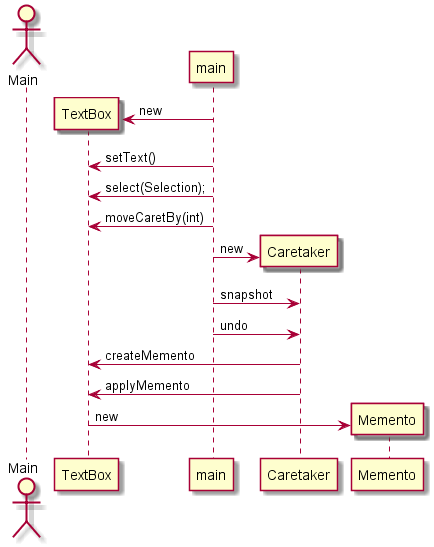 Main
main
TextBox
new
setText()
select(Selection);
moveCaretBy(int)
new
Caretaker
snapshot
undo
createMemento
applyMemento
new
Memento
Main
TextBox
main
Caretaker
Memento